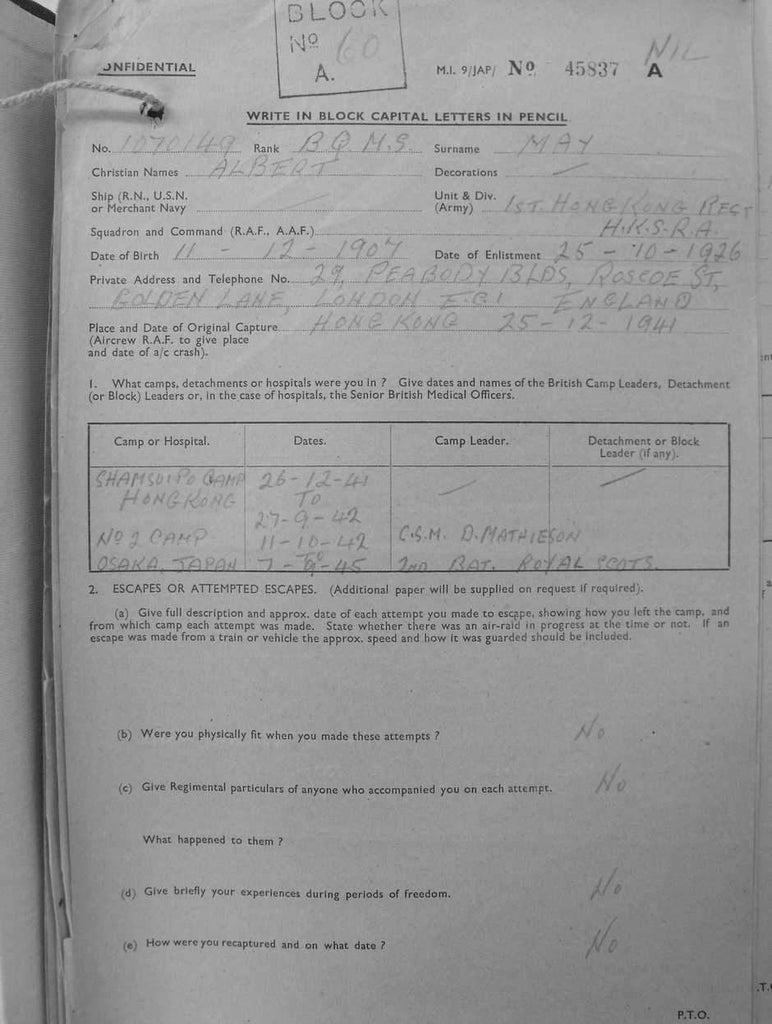 BLOCK
Nº 60
A.
NIL
ONFIDENTIAL
M.I. 9/JAP/ Nº 45837 A
WRITE IN BLOCK CAPITAL LETTERS IN PENCIL
No. 1070149 Rank B.Q.M.S. Surname MAY
Christian Names ALBERT Decorations —
Ship (R.N., U.S.N. Unit & Div.
or Merchant Navy — (Army) 1ST. HONG KONG REGT
Squadron and Command (R.A.F., A.A.F.) H.K.S.R.A.
Date of Birth 11 - 12 - 1907 Date of Enlistment 25 - 10 - 1926
Private Address and Telephone No. 29, PEABODY BLDS, ROSCOE ST,
GOLDEN LANE, LONDON E.C1 ENGLAND
Place and Date of Original Capture HONG KONG 25-12-1941
(Aircrew R.A.F. to give place
and date of a/c crash).
1. What camps, detachments or hospitals were you in ? Give dates and names of the British Camp Leaders, Detachment
(or Block) Leaders or, in the case of hospitals, the Senior British Medical Officers.
Camp or Hospital. Dates. Camp Leader. Detachment or Block
Leader (if any).
SHAMSUIPO CAMP 26-12-41 — —
HONG KONG TO
27-9-42
Nº 2 CAMP 11-10-42 C.S.M. D. MATHIESON
OSAKA, JAPAN 7- -45 2ND BAT. ROYAL SCOTS.
2. ESCAPES OR ATTEMPTED ESCAPES. (Additional paper will be supplied on request if required).
(a) Give full description and approx. date of each attempt you made to escape, showing how you left the camp, and
from which camp each attempt was made. State whether there was an air-raid in progress at the time or not. If an
escape was made from a train or vehicle the approx. speed and how it was guarded should be included.
(b) Were you physically fit when you made these attempts ? No
(c) Give Regimental particulars of anyone who accompanied you on each attempt. No
What happened to them ?
(d) Give briefly your experiences during periods of freedom. No
(e) How were you recaptured and on what date ? No
P.T.O.